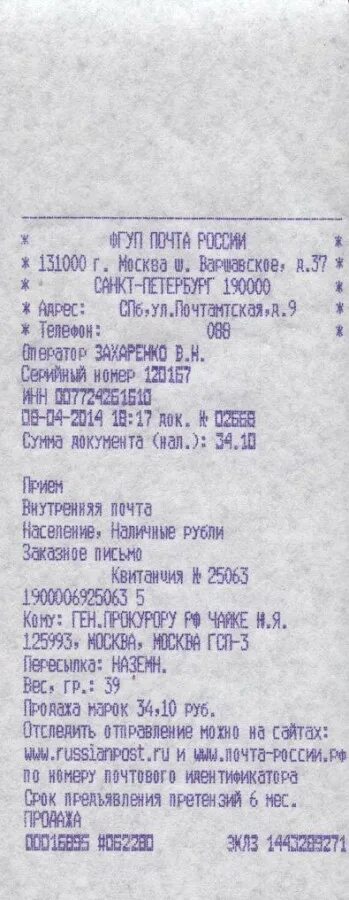 * ФГУП ПОЧТА РОССИИ *
* 131000 г. Москва ш. Варшавское, д.37 *
* САНКТ-ПЕТЕРБУРГ 190000 *
* Адрес: СПб,ул.Почтамтская,д.9 *
* Телефон: 088 *
Оператор ЗАХАРЕНКО В.Н.
Серийный номер 120167
ИНН 007724261610
08-04-2014 18:17 док. № 02668
Сумма документа (нал.): 34.10
Прием
Внутренняя почта
Население, Наличные рубли
Заказное письмо
Квитанция № 25063
1900006925063 5
Кому: ГЕН.ПРОКУРОРУ РФ ЧАЙКЕ Ю.Я.
125993, МОСКВА, МОСКВА ГСП-3
Пересылка: НАЗЕМН.
Вес, гр.: 39
Продажа марок 34,10 руб.
Отследить отправление можно на сайтах:
www.russianpost.ru и www.почта-россии.рф
по номеру почтового идентификатора
Срок предъявления претензий 6 мес.
ПРОДАЖА
00016895 #062280 ЭКЛЗ 1443289271